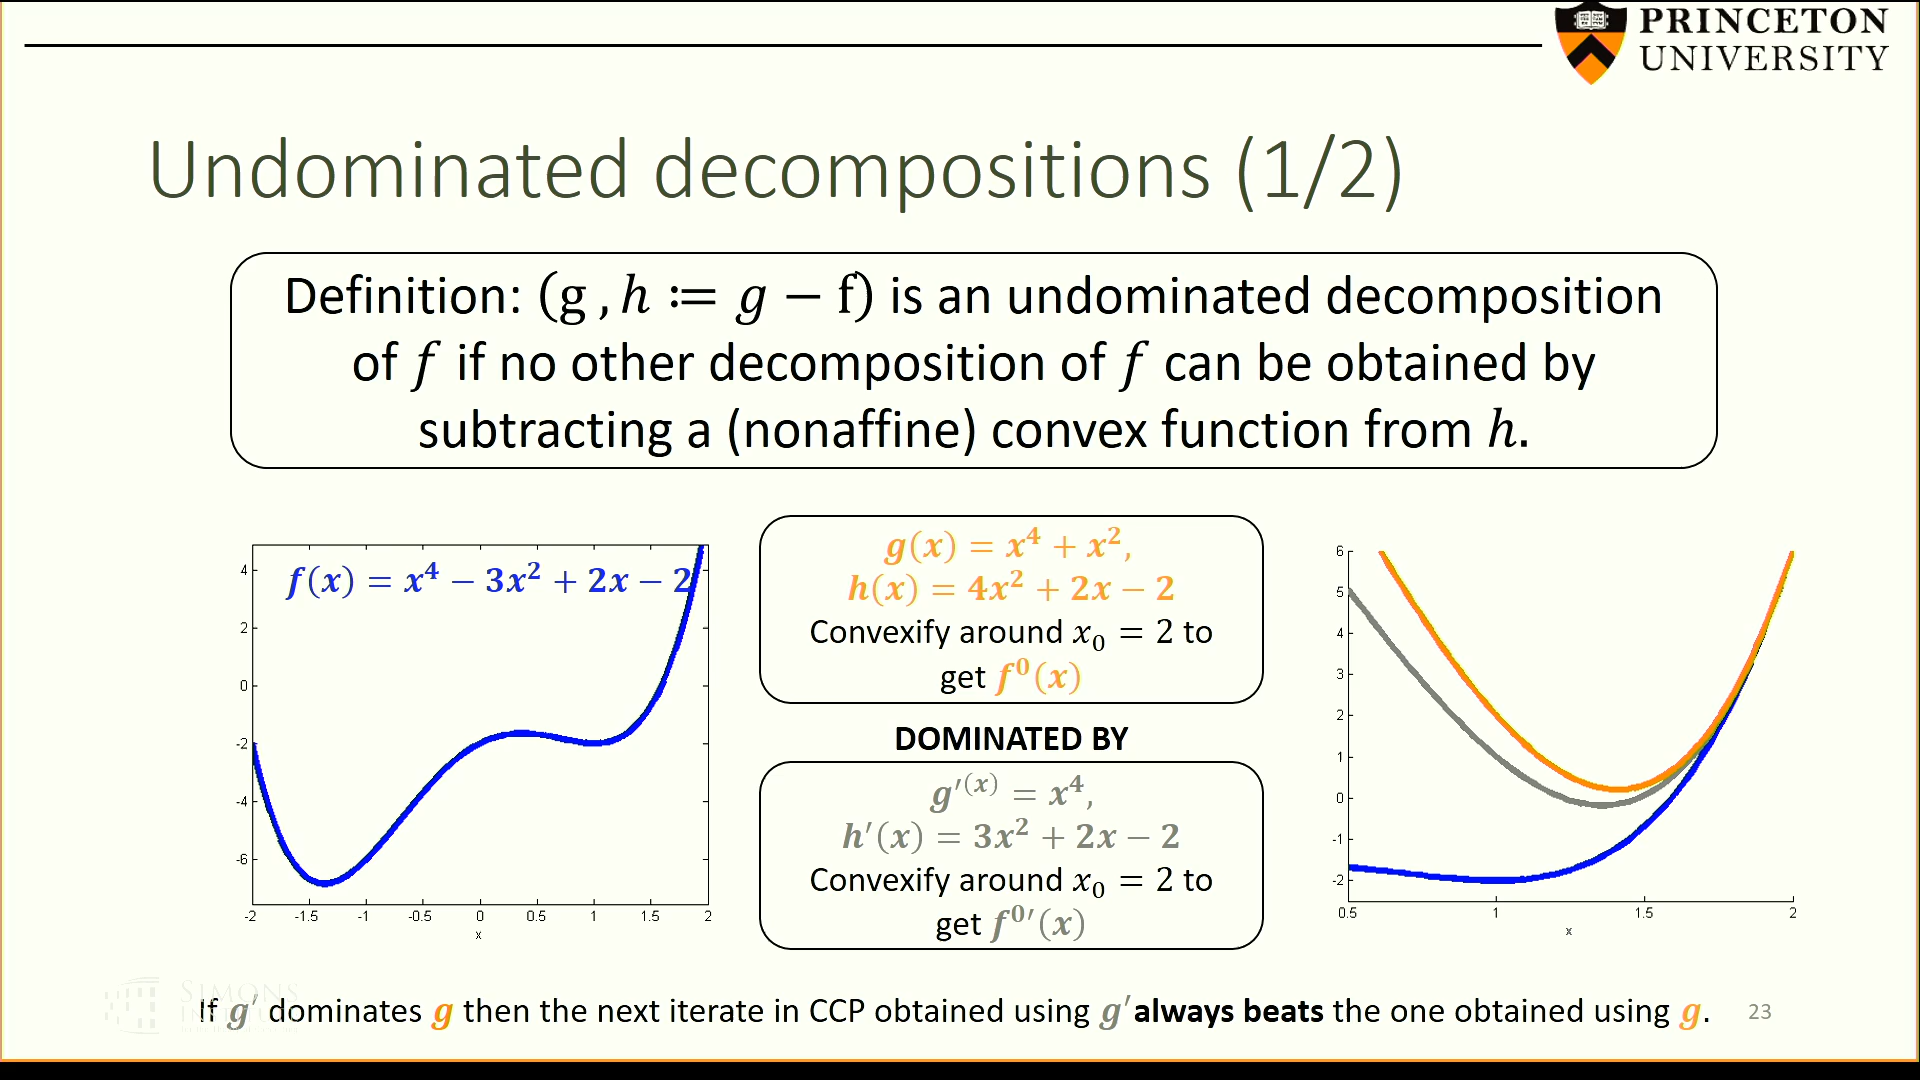 PRINCETON
UNIVERSITY
Undominated decompositions (1/2)
Definition: (g , h ≔ g − f) is an undominated decomposition
of f if no other decomposition of f can be obtained by
subtracting a (nonaffine) convex function from h.
f(x) = x⁴ − 3x² + 2x − 2
4
2
0
-2
-4
-6
-2 -1.5 -1 -0.5 0 0.5 1 1.5 2
x
g(x) = x⁴ + x²,
h(x) = 4x² + 2x − 2
Convexify around x₀ = 2 to
get f⁰(x)
DOMINATED BY
g′⁽ˣ⁾ = x⁴,
h′(x) = 3x² + 2x − 2
Convexify around x₀ = 2 to
get f⁰′(x)
6
5
4
3
2
1
0
-1
-2
0.5 1 1.5 2
x
SIMONS
If g′ dominates g then the next iterate in CCP obtained using g′ always beats the one obtained using g.
23